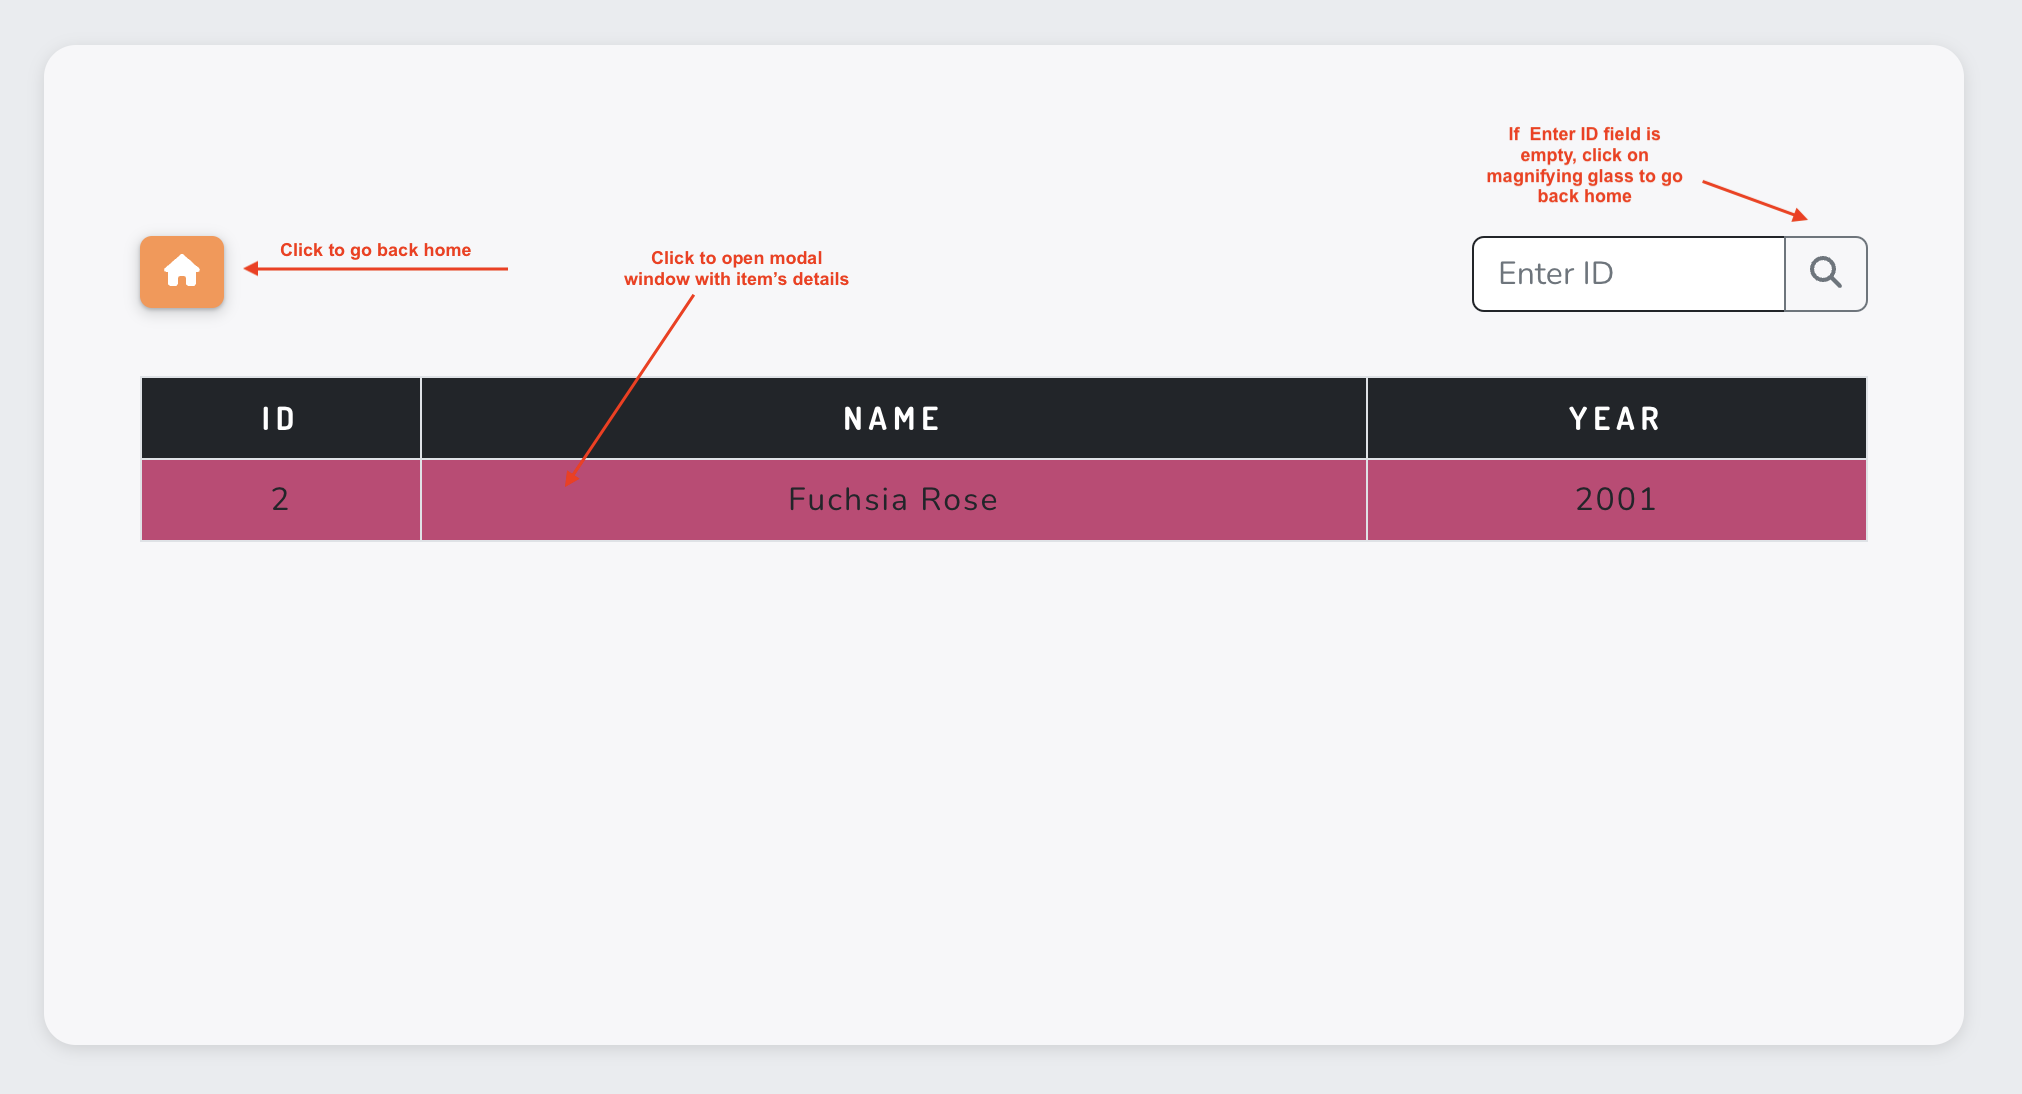 If  Enter ID field is
empty, click on
magnifying glass to go
back home
Click to go back home
Click to open modal
window with item’s details
Enter ID
ID NAME YEAR
2 Fuchsia Rose 2001